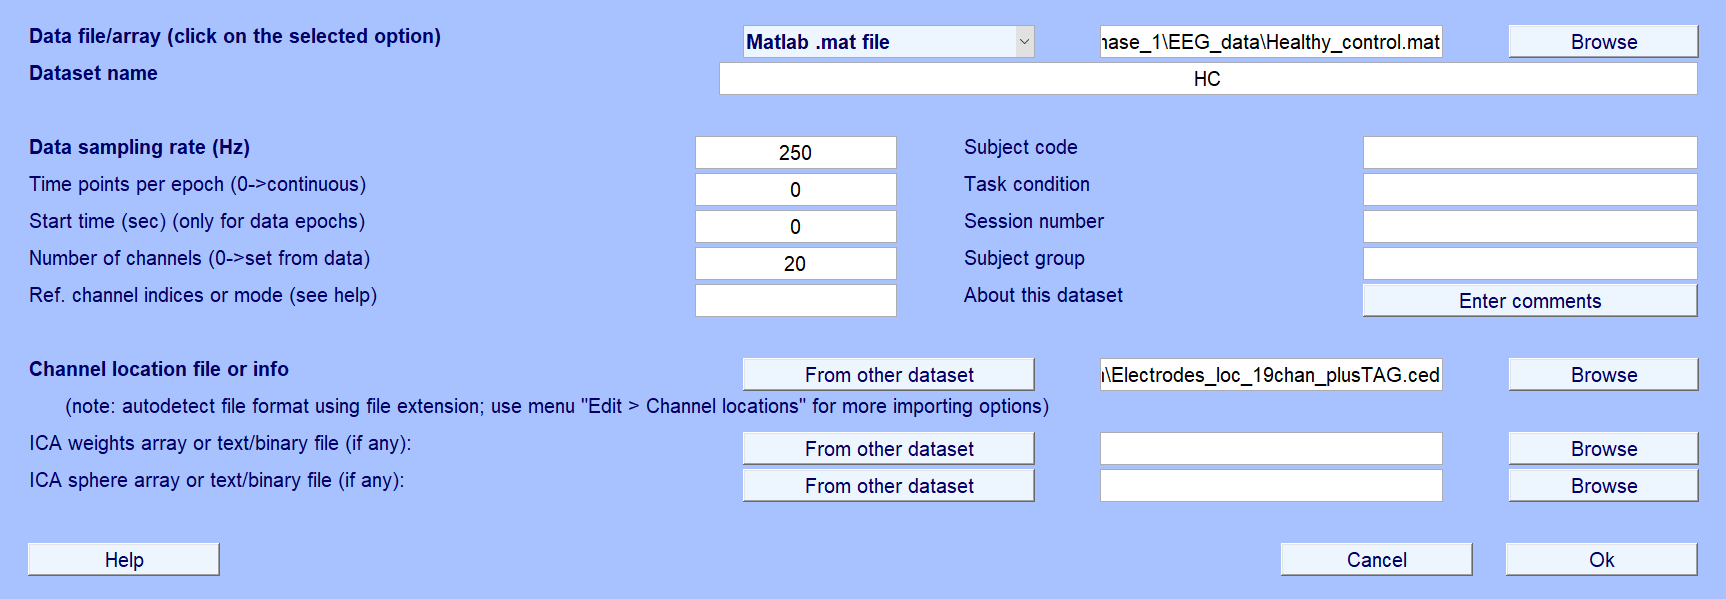 Data file/array (click on the selected option) Matlab .mat file hase_1\EEG_data\Healthy_control.mat Browse
Dataset name HC
Data sampling rate (Hz) 250 Subject code
Time points per epoch (0->continuous) 0 Task condition
Start time (sec) (only for data epochs) 0 Session number
Number of channels (0->set from data) 20 Subject group
Ref. channel indices or mode (see help) About this dataset Enter comments
Channel location file or info From other dataset \Electrodes_loc_19chan_plusTAG.ced Browse
(note: autodetect file format using file extension; use menu "Edit > Channel locations" for more importing options)
ICA weights array or text/binary file (if any): From other dataset Browse
ICA sphere array or text/binary file (if any): From other dataset Browse
Help Cancel Ok